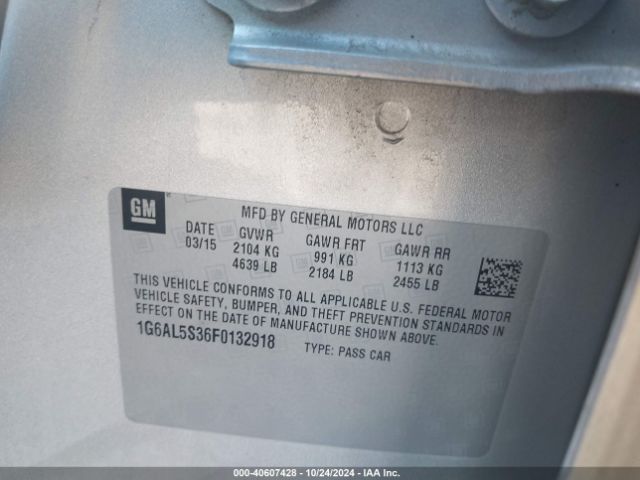 GM
MFD BY GENERAL MOTORS LLC
DATE GVWR GAWR FRT GAWR RR
03/15 2104 KG 991 KG 1113 KG
4639 LB 2184 LB 2455 LB
THIS VEHICLE CONFORMS TO ALL APPLICABLE U.S. FEDERAL MOTOR
VEHICLE SAFETY, BUMPER, AND THEFT PREVENTION STANDARDS IN
EFFECT ON THE DATE OF MANUFACTURE SHOWN ABOVE.
1G6AL5S36F0132918 TYPE: PASS CAR
000-40607428 - 10/24/2024 - IAA Inc.